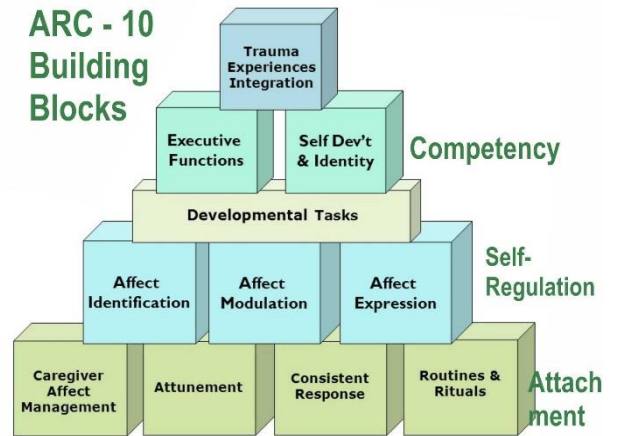 ARC - 10
Building
Blocks
Trauma
Experiences
Integration
Executive
Functions
Self Dev't
& Identity
Competency
Developmental Tasks
Affect
Identification
Affect
Modulation
Affect
Expression
Self-
Regulation
Caregiver
Affect
Management
Attunement
Consistent
Response
Routines &
Rituals
Attach
ment